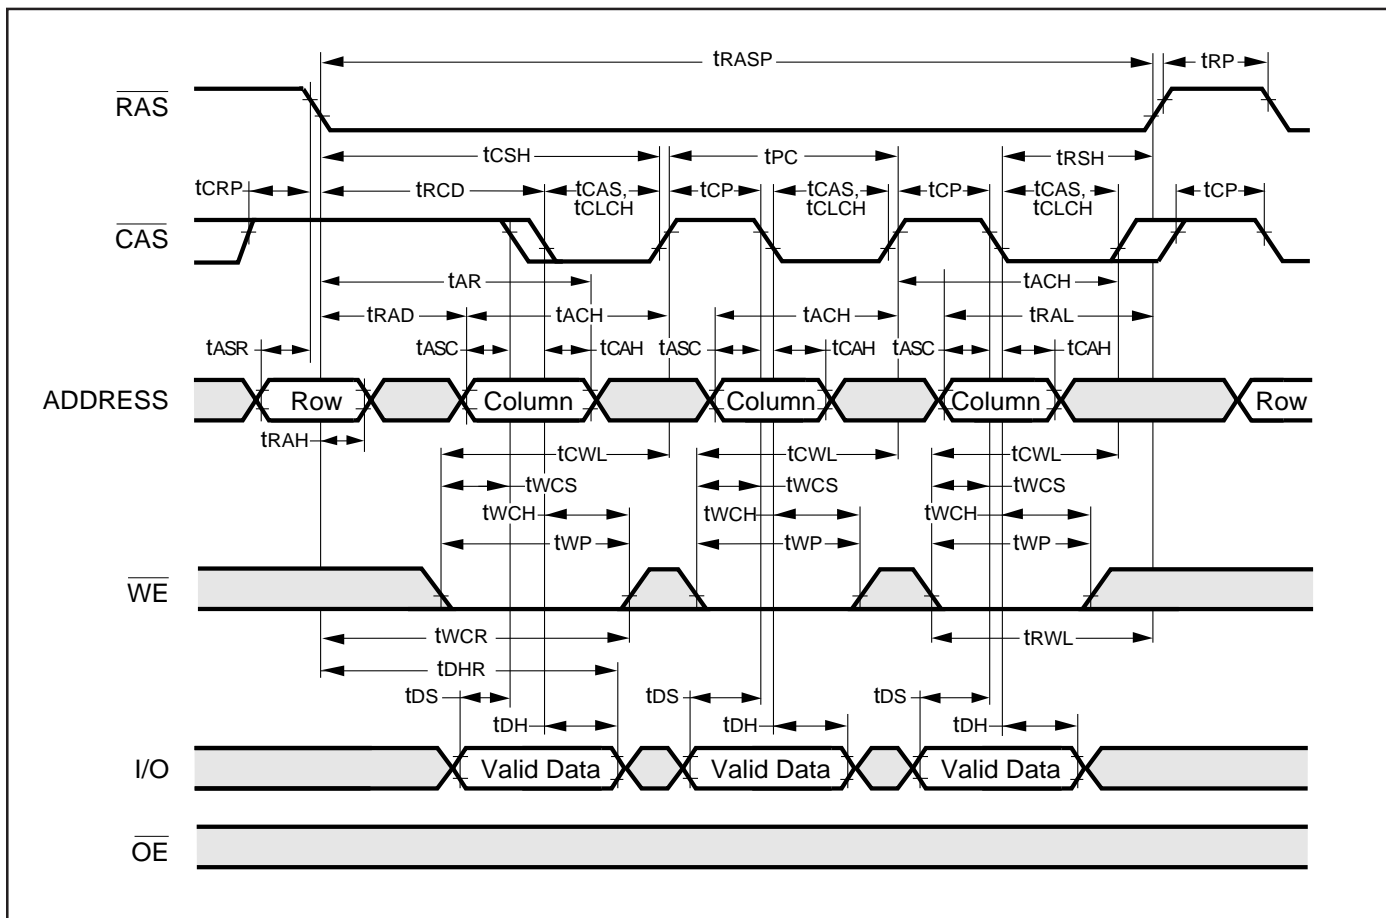 tRASP
tRP
RAS
tCSH
tPC
tRSH
tCRP
tRCD
tCAS,
tCLCH
tCP
tCAS,
tCLCH
tCP
tCAS,
tCLCH
tCP
CAS
tAR
tACH
tRAD
tACH
tACH
tRAL
tASR
tASC
tCAH
tASC
tCAH
tASC
tCAH
ADDRESS
Row
Column
Column
Column
Row
tRAH
tCWL
tCWL
tCWL
tWCS
tWCS
tWCS
tWCH
tWCH
tWCH
tWP
tWP
tWP
WE
tWCR
tRWL
tDHR
tDS
tDS
tDS
tDH
tDH
tDH
I/O
Valid Data
Valid Data
Valid Data
OE